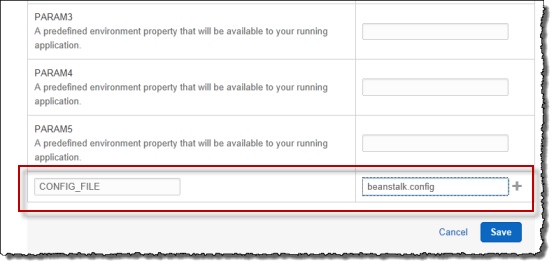 PARAM3
A predefined environment property that will be available to your running
application.
PARAM4
A predefined environment property that will be available to your running
application.
PARAM5
A predefined environment property that will be available to your running
application.
CONFIG_FILE beanstalk.config +
Cancel Save